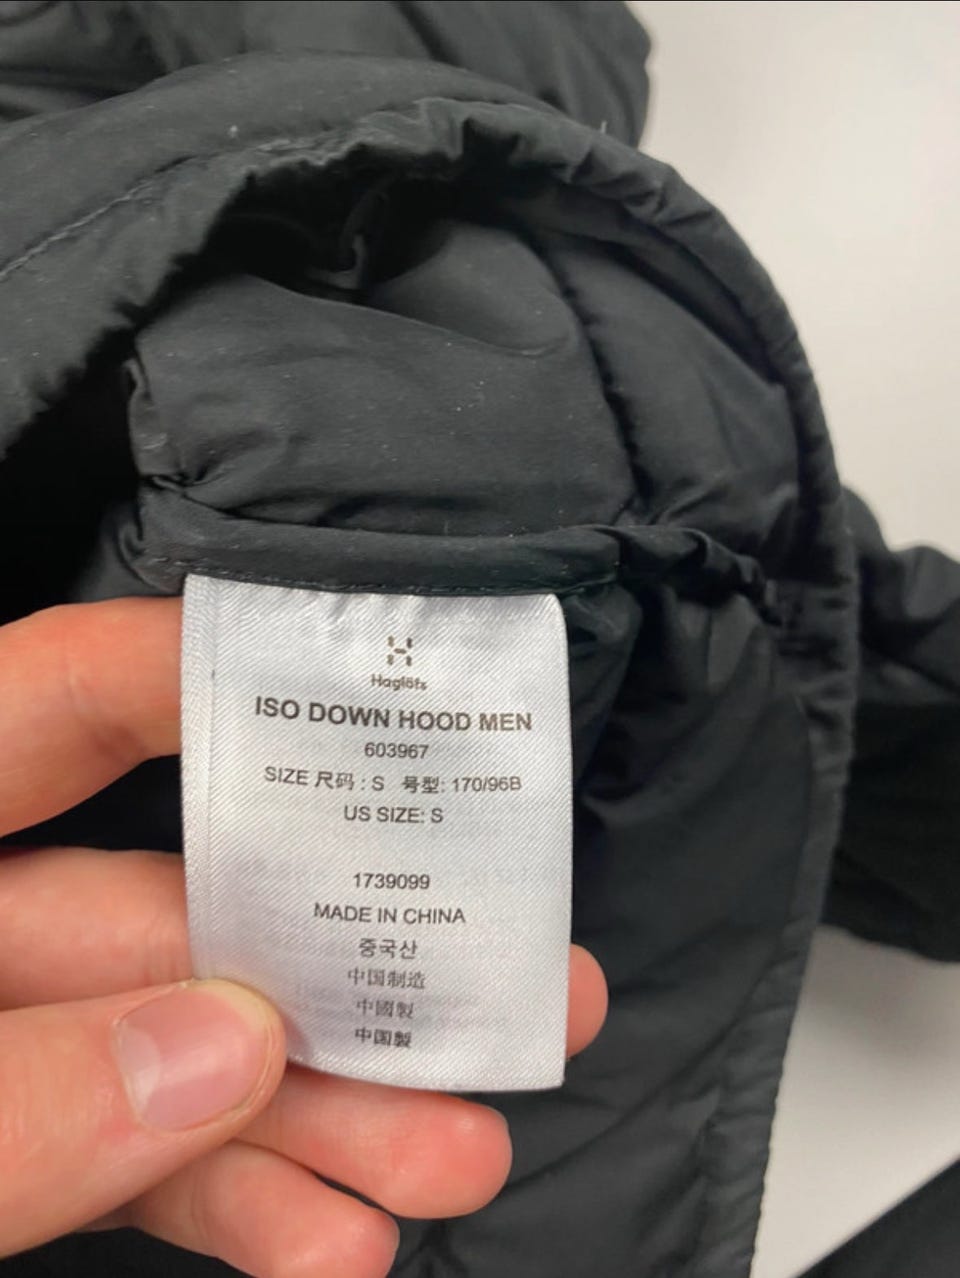 Haglöfs
ISO DOWN HOOD MEN
603967
SIZE 尺码 : S 号型: 170/96B
US SIZE: S
1739099
MADE IN CHINA
중국산
中国制造
中國製
中国製